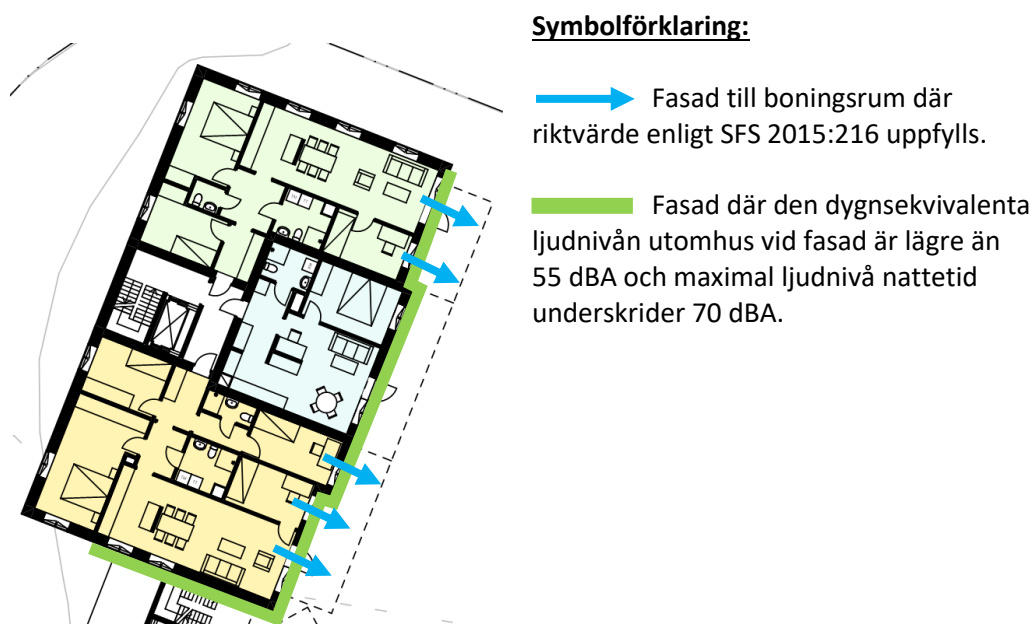 Symbolförklaring:
Fasad till boningsrum där
riktvärde enligt SFS 2015:216 uppfylls.
Fasad där den dygnsekvivalenta
ljudnivån utomhus vid fasad är lägre än
55 dBA och maximal ljudnivå nattetid
underskrider 70 dBA.